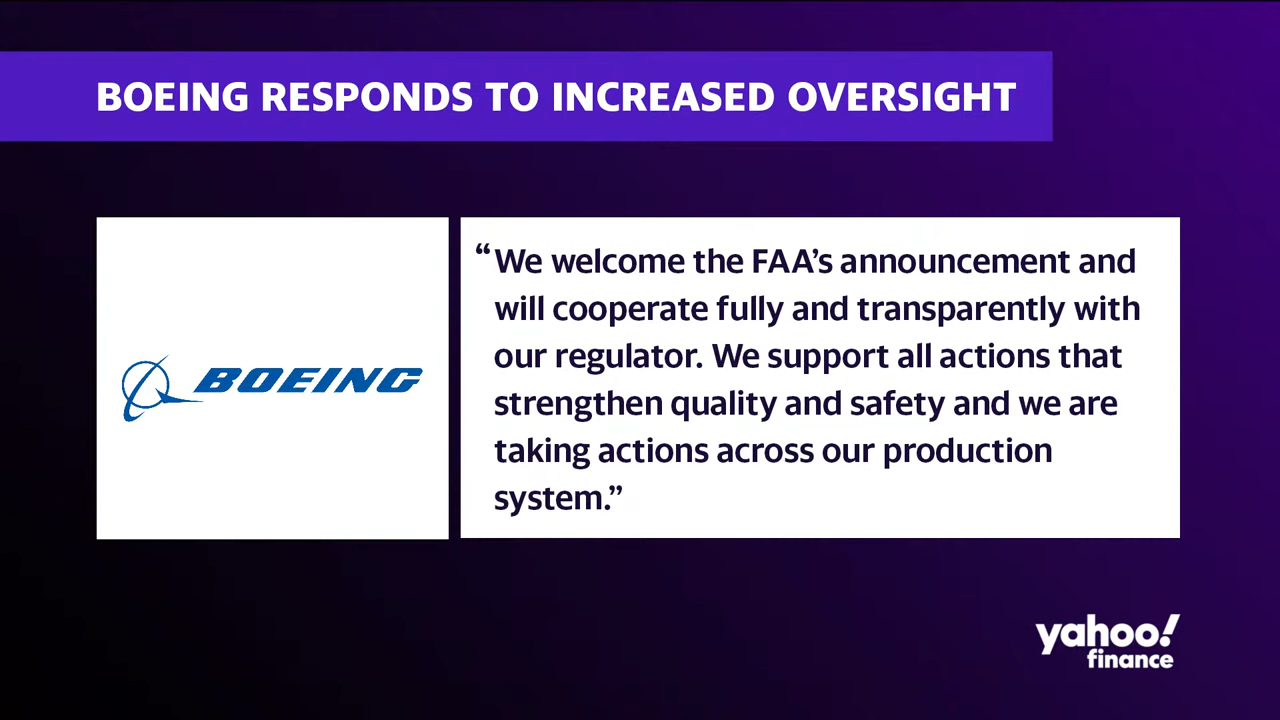 BOEING RESPONDS TO INCREASED OVERSIGHT
BOEING
“We welcome the FAA’s announcement and
will cooperate fully and transparently with
our regulator. We support all actions that
strengthen quality and safety and we are
taking actions across our production
system.”
yahoo!
finance